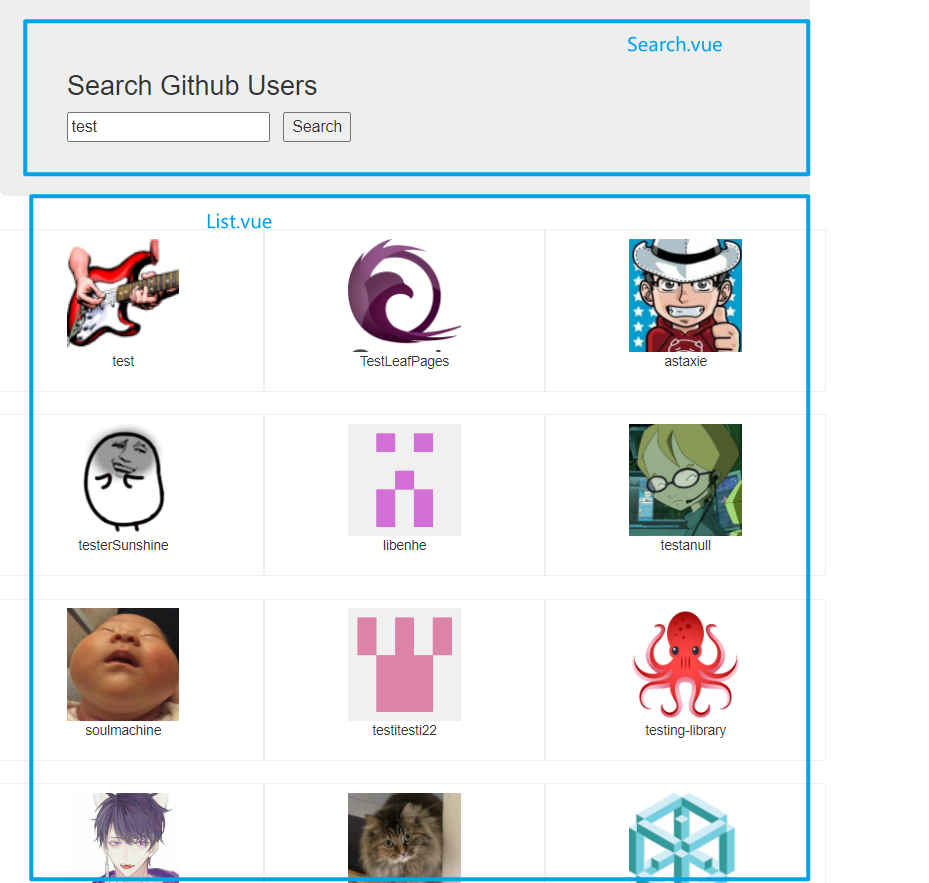 Search.vue
Search Github Users
test
Search
List.vue
test
TestLeafPages
astaxie
testerSunshine
libenhe
testanull
soulmachine
testitesti22
testing-library